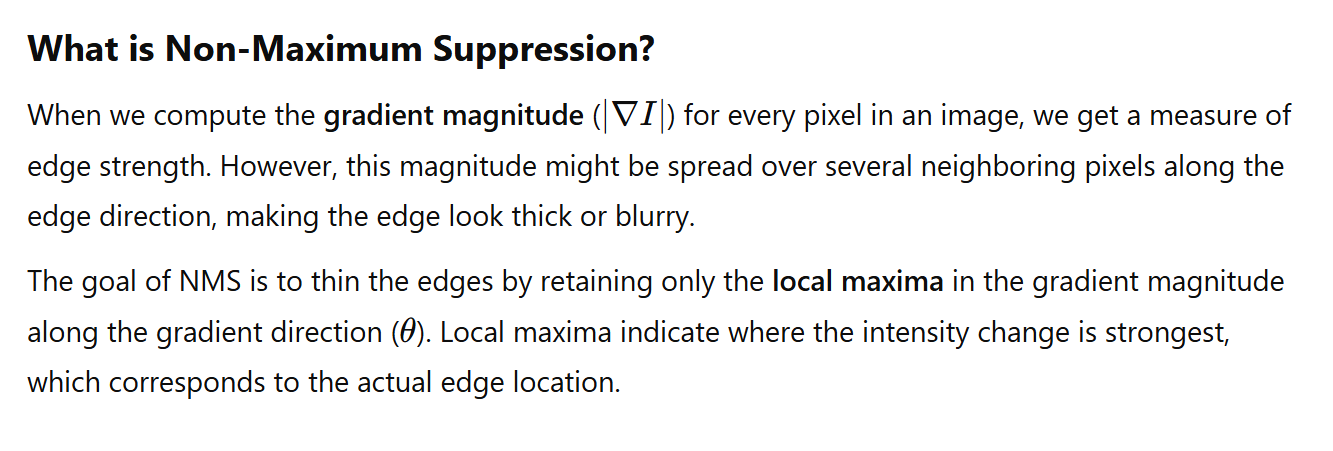 What is Non-Maximum Suppression?
When we compute the gradient magnitude (|∇I|) for every pixel in an image, we get a measure of
edge strength. However, this magnitude might be spread over several neighboring pixels along the
edge direction, making the edge look thick or blurry.
The goal of NMS is to thin the edges by retaining only the local maxima in the gradient magnitude
along the gradient direction (θ). Local maxima indicate where the intensity change is strongest,
which corresponds to the actual edge location.